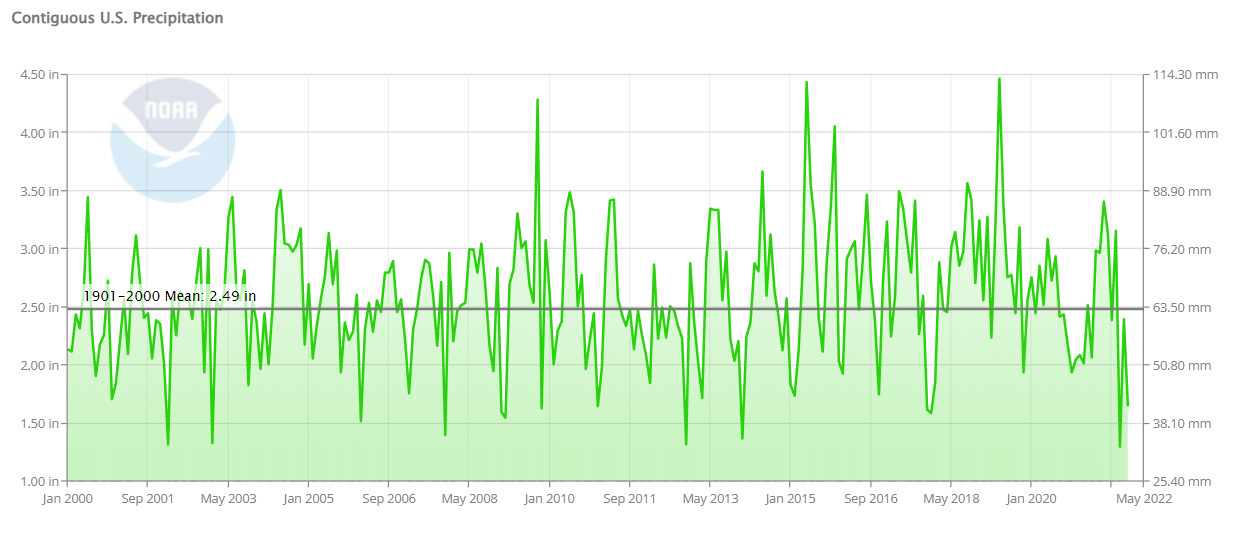 Contiguous U.S. Precipitation
4.50 in
114.30 mm
NOAA
4.00 in
101.60 mm
3.50 in
88.90 mm
3.00 in
76.20 mm
1901-2000 Mean: 2.49 in
2.50 in
63.50 mm
2.00 in
50.80 mm
1.50 in
38.10 mm
1.00 in
25.40 mm
Jan 2000 Sep 2001 May 2003 Jan 2005 Sep 2006 May 2008 Jan 2010 Sep 2011 May 2013 Jan 2015 Sep 2016 May 2018 Jan 2020 May 2022